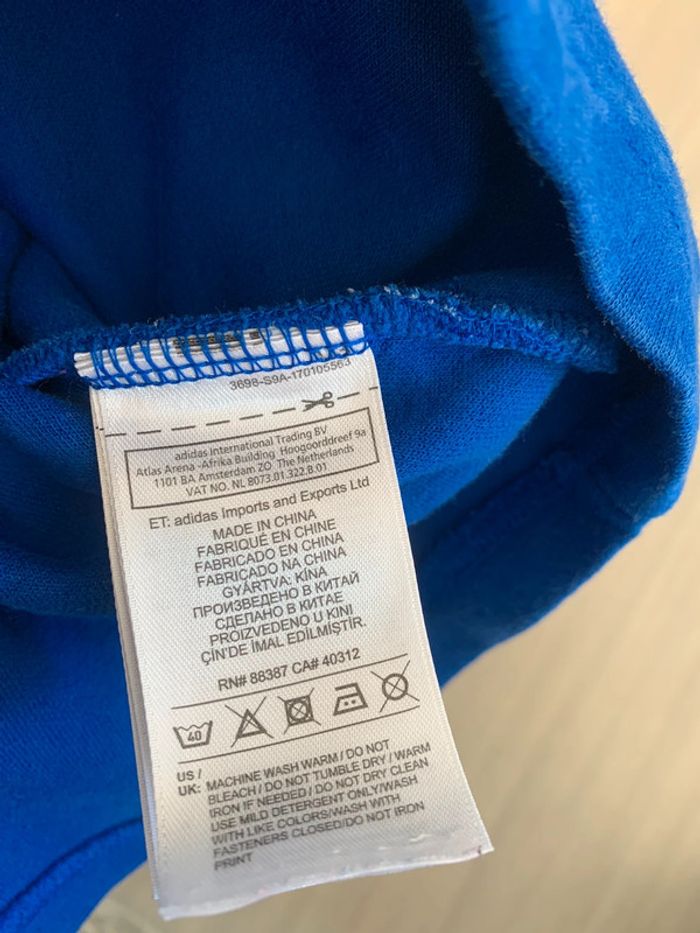 3698-S9A-170105563
adidas International Trading BV
Atlas Arena -Afrika Building Hoogoorddreef 9a
1101 BA Amsterdam ZO The Netherlands
VAT NO. NL 8073.01.322.B.01
ET: adidas Imports and Exports Ltd
MADE IN CHINA
FABRIQUÉ EN CHINE
FABRICADO EN CHINA
FABRICADO NA CHINA
GYÁRTVA: KÍNA
ПРОИЗВЕДЕНО В КИТАЙ
СДЕЛАНО В КИТАЕ
PROIZVEDENO U KINI
ÇİN'DE İMAL EDİLMİŞTİR.
RN# 88387 CA# 40312
40
US / UK: MACHINE WASH WARM / DO NOT
BLEACH / DO NOT TUMBLE DRY / WARM
IRON IF NEEDED / DO NOT DRY CLEAN
USE MILD DETERGENT ONLY/WASH
WITH LIKE COLORS/WASH WITH
FASTENERS CLOSED/DO NOT IRON
PRINT